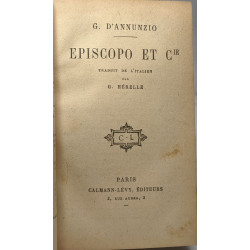 G. D'ANNUNZIO
EPISCOPO ET Cie
TRADUIT DE L'ITALIEN
PAR
G. HÉRELLE
C-L
PARIS
CALMANN-LÉVY, ÉDITEURS
3, RUE AUBER, 3